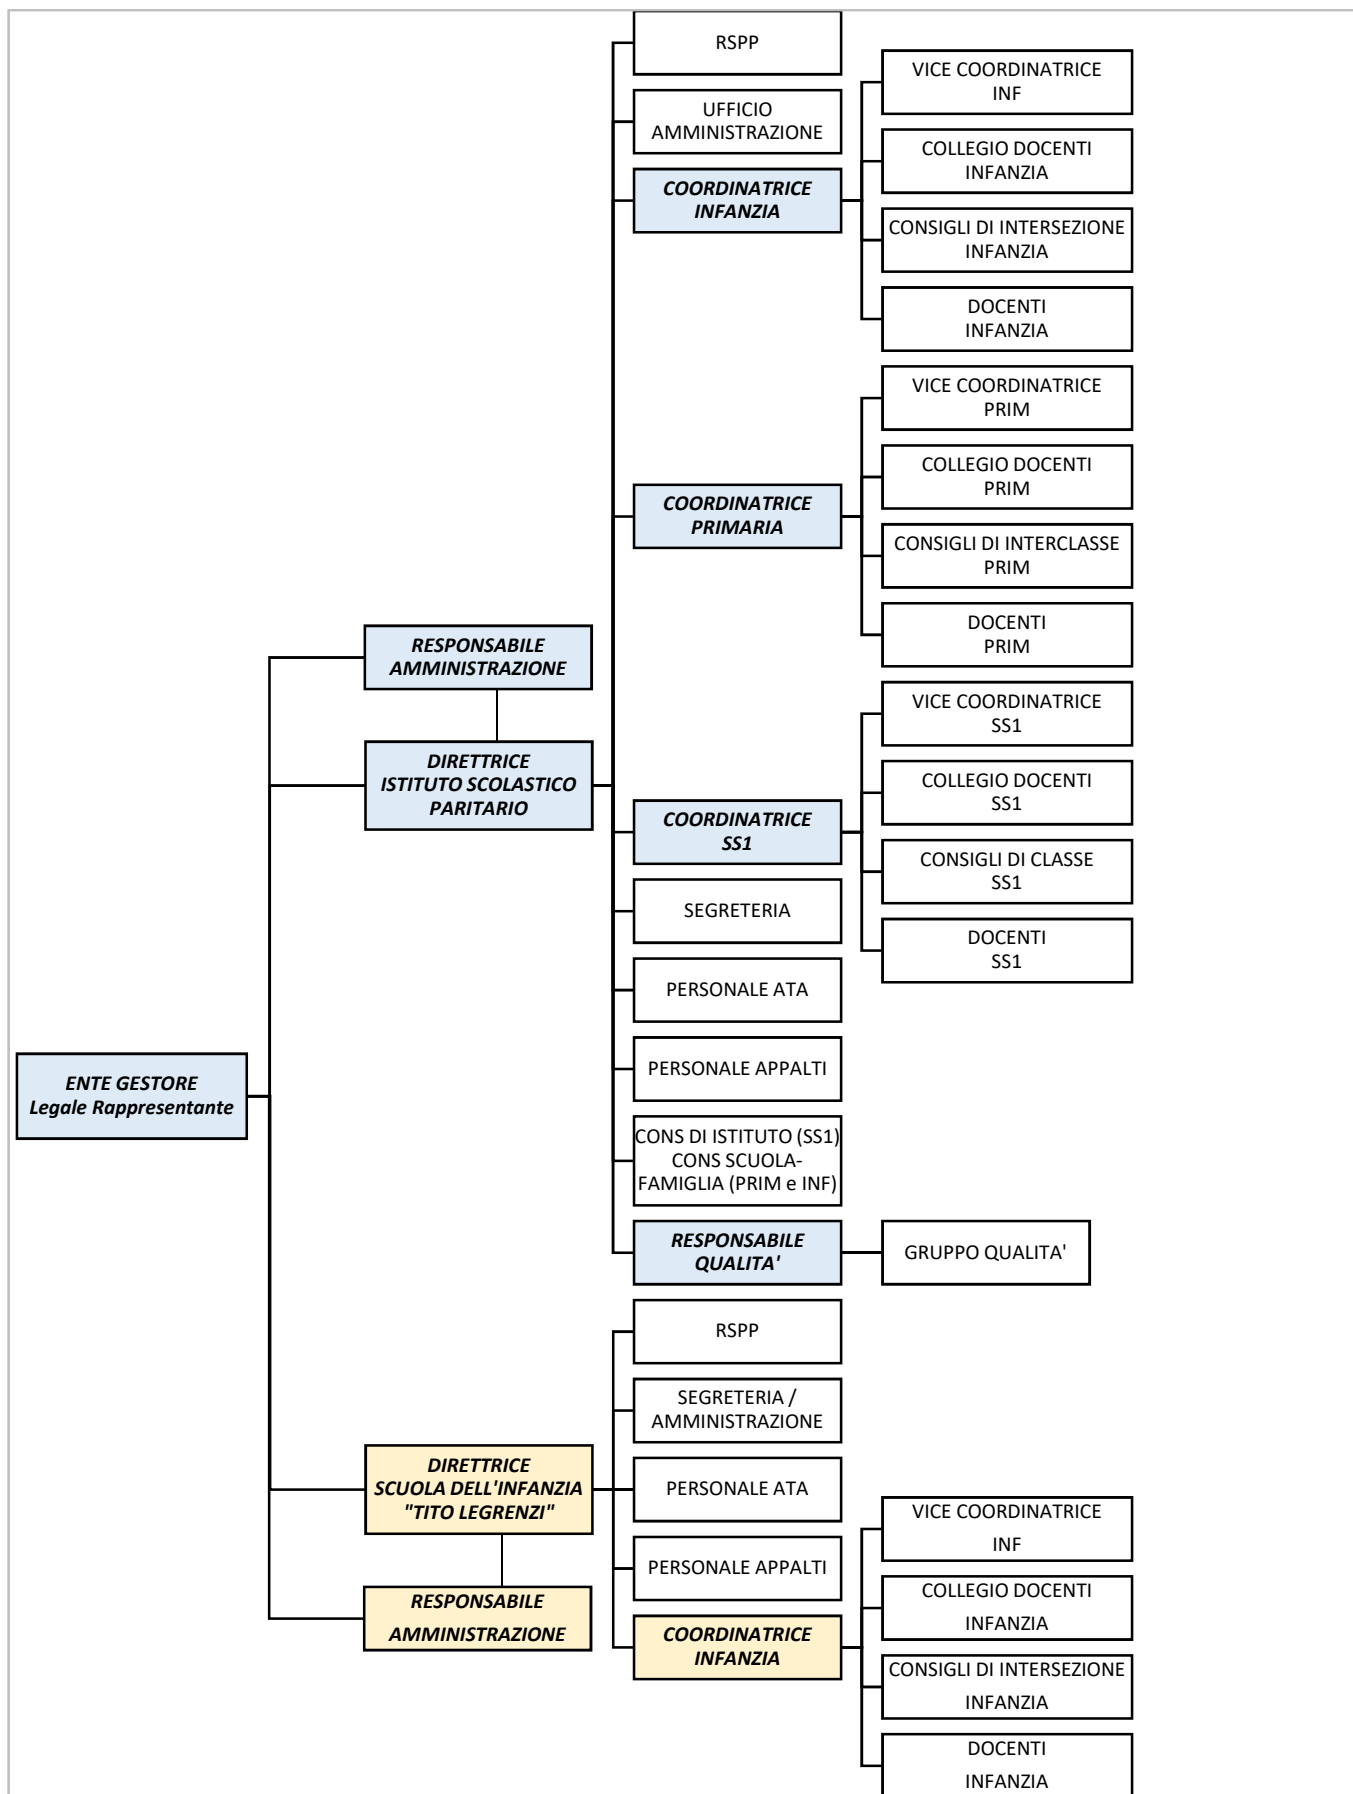 RSPP
UFFICIO
AMMINISTRAZIONE
COORDINATRICE
INFANZIA
VICE COORDINATRICE
INF
COLLEGIO DOCENTI
INFANZIA
CONSIGLI DI INTERSEZIONE
INFANZIA
DOCENTI
INFANZIA
COORDINATRICE
PRIMARIA
VICE COORDINATRICE
PRIM
COLLEGIO DOCENTI
PRIM
CONSIGLI DI INTERCLASSE
PRIM
DOCENTI
PRIM
RESPONSABILE
AMMINISTRAZIONE
DIRETTRICE
ISTITUTO SCOLASTICO
PARITARIO
COORDINATRICE
SS1
VICE COORDINATRICE
SS1
COLLEGIO DOCENTI
SS1
CONSIGLI DI CLASSE
SS1
DOCENTI
SS1
SEGRETERIA
PERSONALE ATA
PERSONALE APPALTI
ENTE GESTORE
Legale Rappresentante
CONS DI ISTITUTO (SS1)
CONS SCUOLA-
FAMIGLIA (PRIM e INF)
RESPONSABILE
QUALITA'
GRUPPO QUALITA'
RSPP
SEGRETERIA /
AMMINISTRAZIONE
DIRETTRICE
SCUOLA DELL'INFANZIA
"TITO LEGRENZI"
PERSONALE ATA
PERSONALE APPALTI
RESPONSABILE
AMMINISTRAZIONE
COORDINATRICE
INFANZIA
VICE COORDINATRICE
INF
COLLEGIO DOCENTI
INFANZIA
CONSIGLI DI INTERSEZIONE
INFANZIA
DOCENTI
INFANZIA